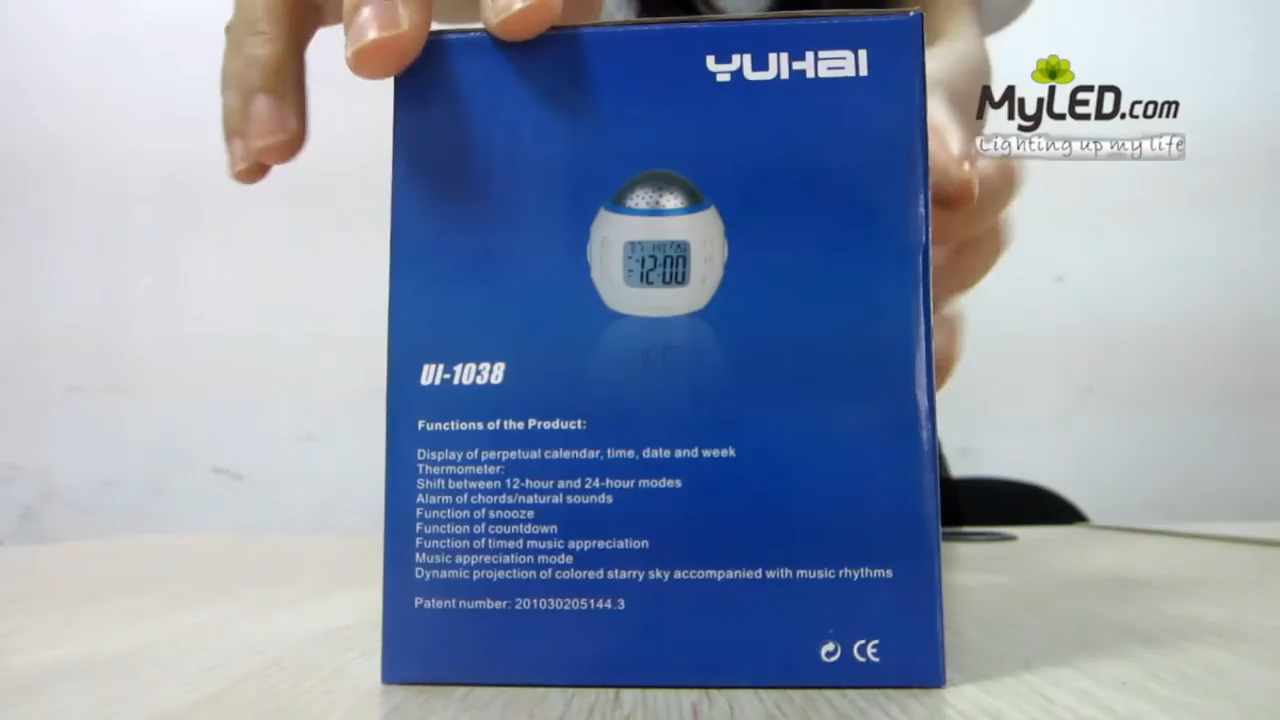 YUHAI
MyLED.com
Lighting up my life
12:00
UI-1038
Functions of the Product:
Display of perpetual calendar, time, date and week
Thermometer:
Shift between 12-hour and 24-hour modes
Alarm of chords/natural sounds
Function of snooze
Function of countdown
Function of timed music appreciation
Music appreciation mode
Dynamic projection of colored starry sky accompanied with music rhythms
Patent number: 201030205144.3
CE